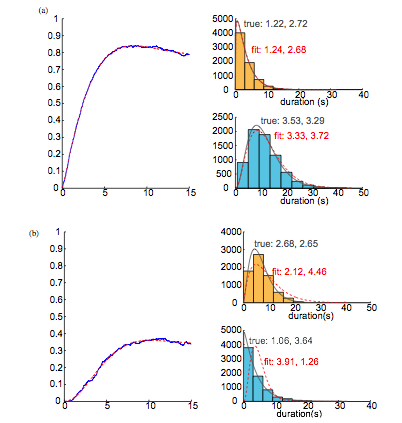 (a)
1
0.9
0.8
0.7
0.6
0.5
0.4
0.3
0.2
0.1
0
0 5 10 15
5000
4000
3000
2000
1000
0
true: 1.22, 2.72
fit: 1.24, 2.68
0 10 20 30 40
duration (s)
2500
2000
1500
1000
500
0
true: 3.53, 3.29
fit: 3.33, 3.72
0 10 20 30 40 50
duration (s)
(b)
1
0.9
0.8
0.7
0.6
0.5
0.4
0.3
0.2
0.1
0
0 5 10 15
4000
3000
2000
1000
0
true: 2.68, 2.65
fit: 2.12, 4.46
0 10 20 30 40 50
duration(s)
5000
4000
3000
2000
1000
0
true: 1.06, 3.64
fit: 3.91, 1.26
0 10 20 30 40
duration(s)